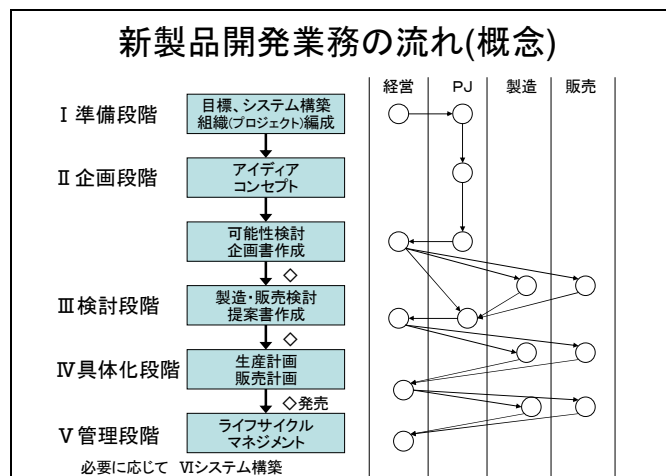 新製品開発業務の流れ(概念)
経営 PJ 製造 販売
Ⅰ準備段階
目標、システム構築
組織(プロジェクト)編成
Ⅱ企画段階
アイディア
コンセプト
可能性検討
企画書作成
◇
Ⅲ検討段階
製造・販売検討
提案書作成
◇
Ⅳ具体化段階
生産計画
販売計画
◇発売
Ⅴ管理段階
ライフサイクル
マネジメント
必要に応じて Ⅵシステム構築